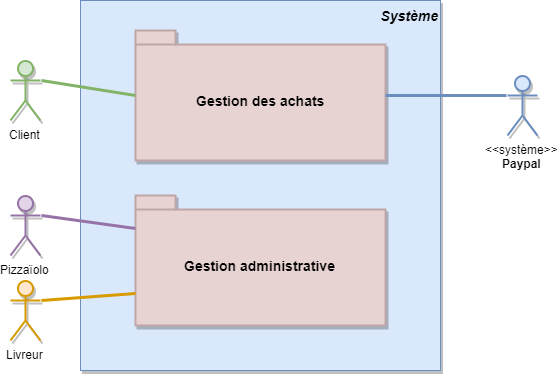 Système
Gestion des achats
Client
<<système>>
Paypal
Gestion administrative
Pizzaïolo
Livreur